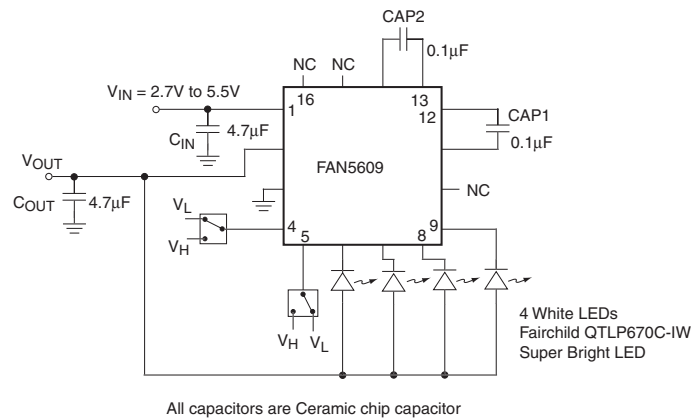 CAP2
0.1µF
NC NC
VIN = 2.7V to 5.5V
16
13
1
12
CAP1
CIN
4.7µF
0.1µF
VOUT
FAN5609
COUT
4.7µF
NC
VL
4
9
VH
5
8
VH VL
4 White LEDs
Fairchild QTLP670C-IW
Super Bright LED
All capacitors are Ceramic chip capacitor